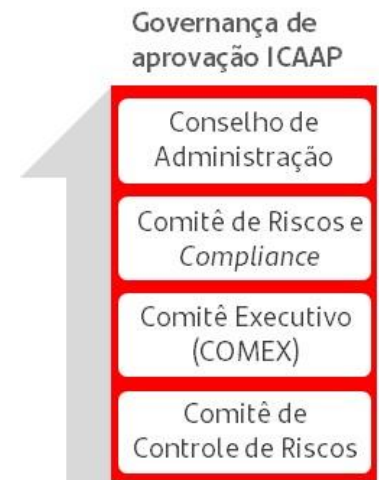 Governança de
aprovação ICAAP
Conselho de
Administração
Comitê de Riscos e
Compliance
Comitê Executivo
(COMEX)
Comitê de
Controle de Riscos